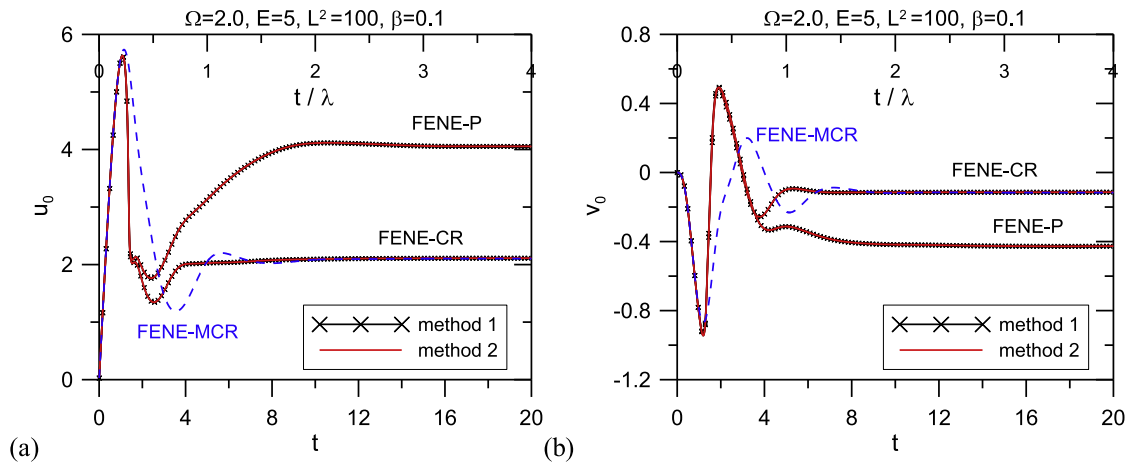 Ω=2.0, E=5, L²=100, β=0.1
6
4
2
0
u₀
0
1
2
3
4
t / λ
FENE-P
FENE-CR
FENE-MCR
method 1
method 2
0
4
8
12
16
20
t
(a)
Ω=2.0, E=5, L²=100, β=0.1
0.8
0.4
0
-0.4
-0.8
-1.2
v₀
0
1
2
3
4
t / λ
FENE-MCR
FENE-CR
FENE-P
method 1
method 2
0
4
8
12
16
20
t
(b)